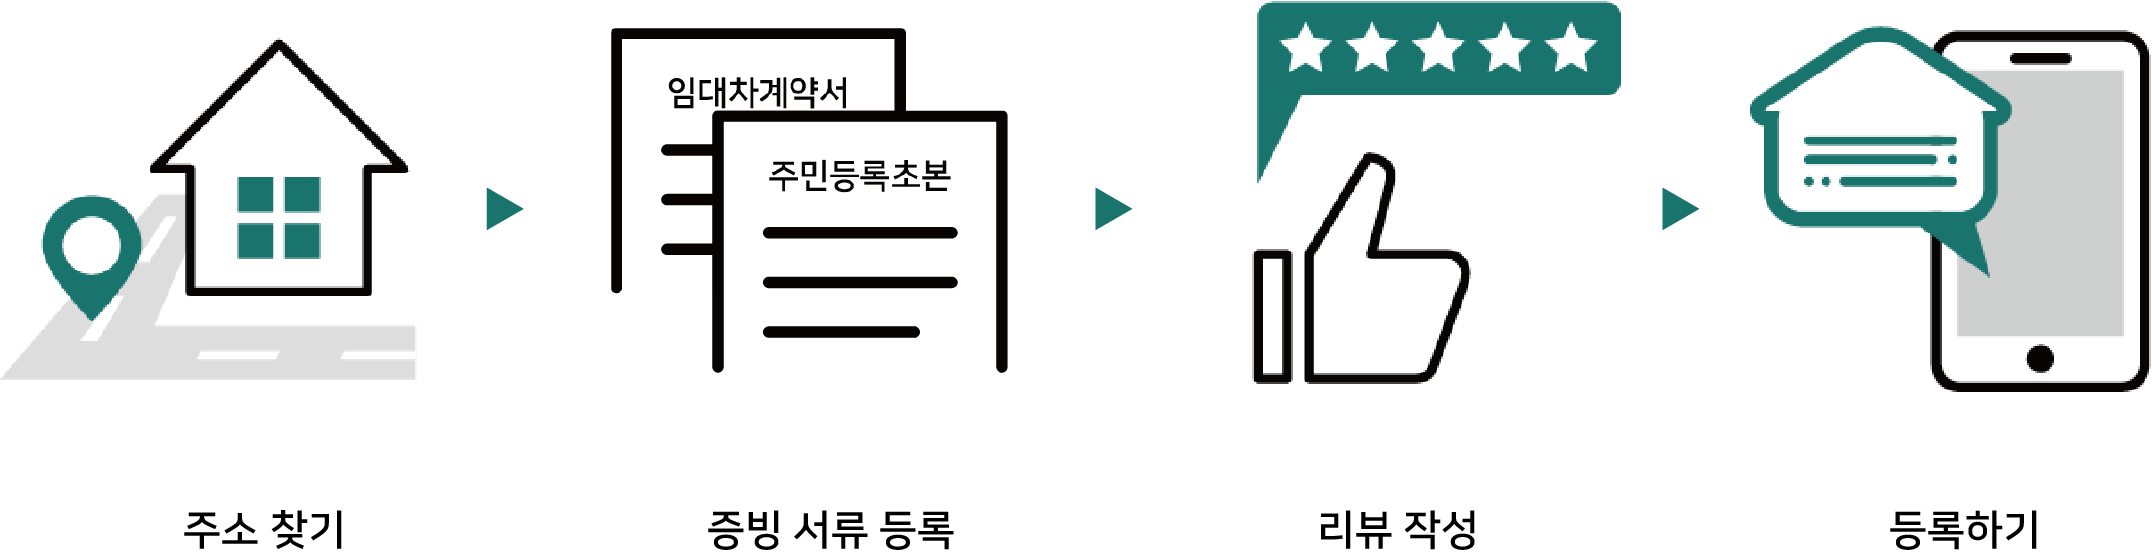 임대차계약서
주민등록초본
주소 찾기
증빙 서류 등록
리뷰 작성
등록하기